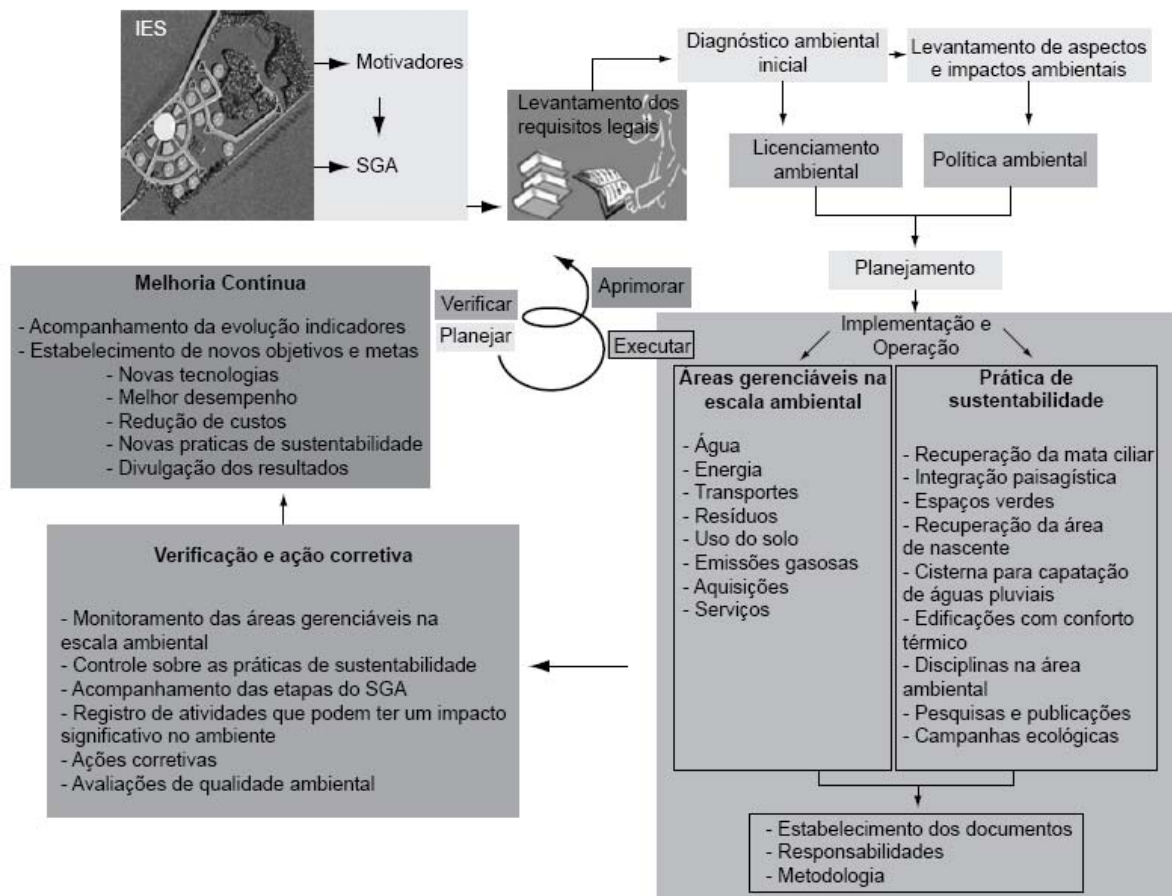 IES
Motivadores
SGA
Levantamento dos
requisitos legais
Diagnóstico ambiental
inicial
Levantamento de aspectos
e impactos ambientais
Licenciamento
ambiental
Política ambiental
Planejamento
Implementação e
Operação
Áreas gerenciáveis na
escala ambiental
- Água
- Energia
- Transportes
- Resíduos
- Uso do solo
- Emissões gasosas
- Aquisições
- Serviços
Prática de
sustentabilidade
- Recuperação da mata ciliar
- Integração paisagística
- Espaços verdes
- Recuperação da área
de nascente
- Cisterna para capatação
de águas pluviais
- Edificações com conforto
térmico
- Disciplinas na área
ambiental
- Pesquisas e publicações
- Campanhas ecológicas
- Estabelecimento dos documentos
- Responsabilidades
- Metodologia
Verificação e ação corretiva
- Monitoramento das áreas gerenciáveis na
escala ambiental
- Controle sobre as práticas de sustentabilidade
- Acompanhamento das etapas do SGA
- Registro de atividades que podem ter um impacto
significativo no ambiente
- Ações corretivas
- Avaliações de qualidade ambiental
Melhoria Contínua
- Acompanhamento da evolução indicadores
- Estabelecimento de novos objetivos e metas
- Novas tecnologias
- Melhor desempenho
- Redução de custos
- Novas praticas de sustentabilidade
- Divulgação dos resultados
Verificar
Aprimorar
Planejar
Executar